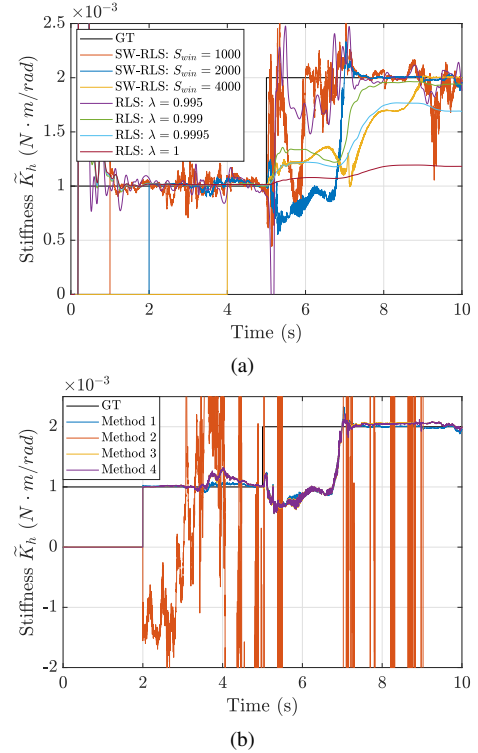 ×10⁻³
2.5
2
1.5
1
0.5
0
Stiffness K̃ₕ (N · m/rad)
GT
SW-RLS: S_win = 1000
SW-RLS: S_win = 2000
SW-RLS: S_win = 4000
RLS: λ = 0.995
RLS: λ = 0.999
RLS: λ = 0.9995
RLS: λ = 1
0 2 4 6 8 10
Time (s)
(a)
×10⁻³
2
1
0
-1
-2
Stiffness K̃ₕ (N · m/rad)
GT
Method 1
Method 2
Method 3
Method 4
0 2 4 6 8 10
Time (s)
(b)